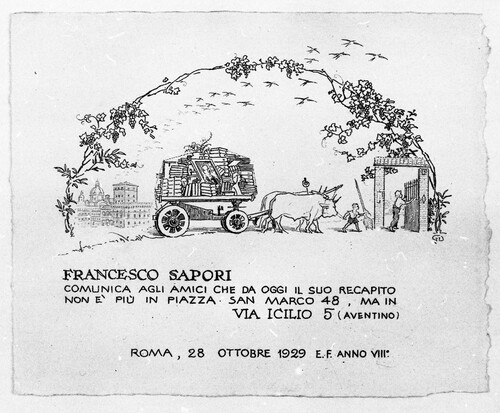 FRANCESCO SAPORI
COMUNICA AGLI AMICI CHE DA OGGI IL SUO RECAPITO
NON È PIÙ IN PIAZZA SAN MARCO 48, MA IN
VIA ICILIO 5 (AVENTINO)
ROMA, 28 OTTOBRE 1929 E.F. ANNO VIII°